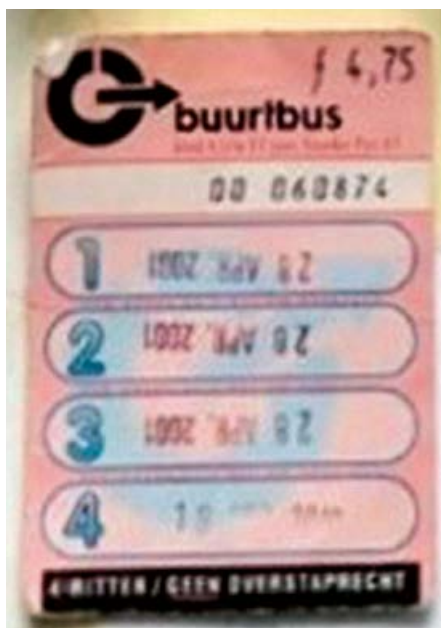 ƒ 4,75
buurtbus
00 060874
1 28 APR. 2001
2 28 APR. 2001
3 28 APR. 2001
4
4-RITTEN / GEEN OVERSTAPRECHT